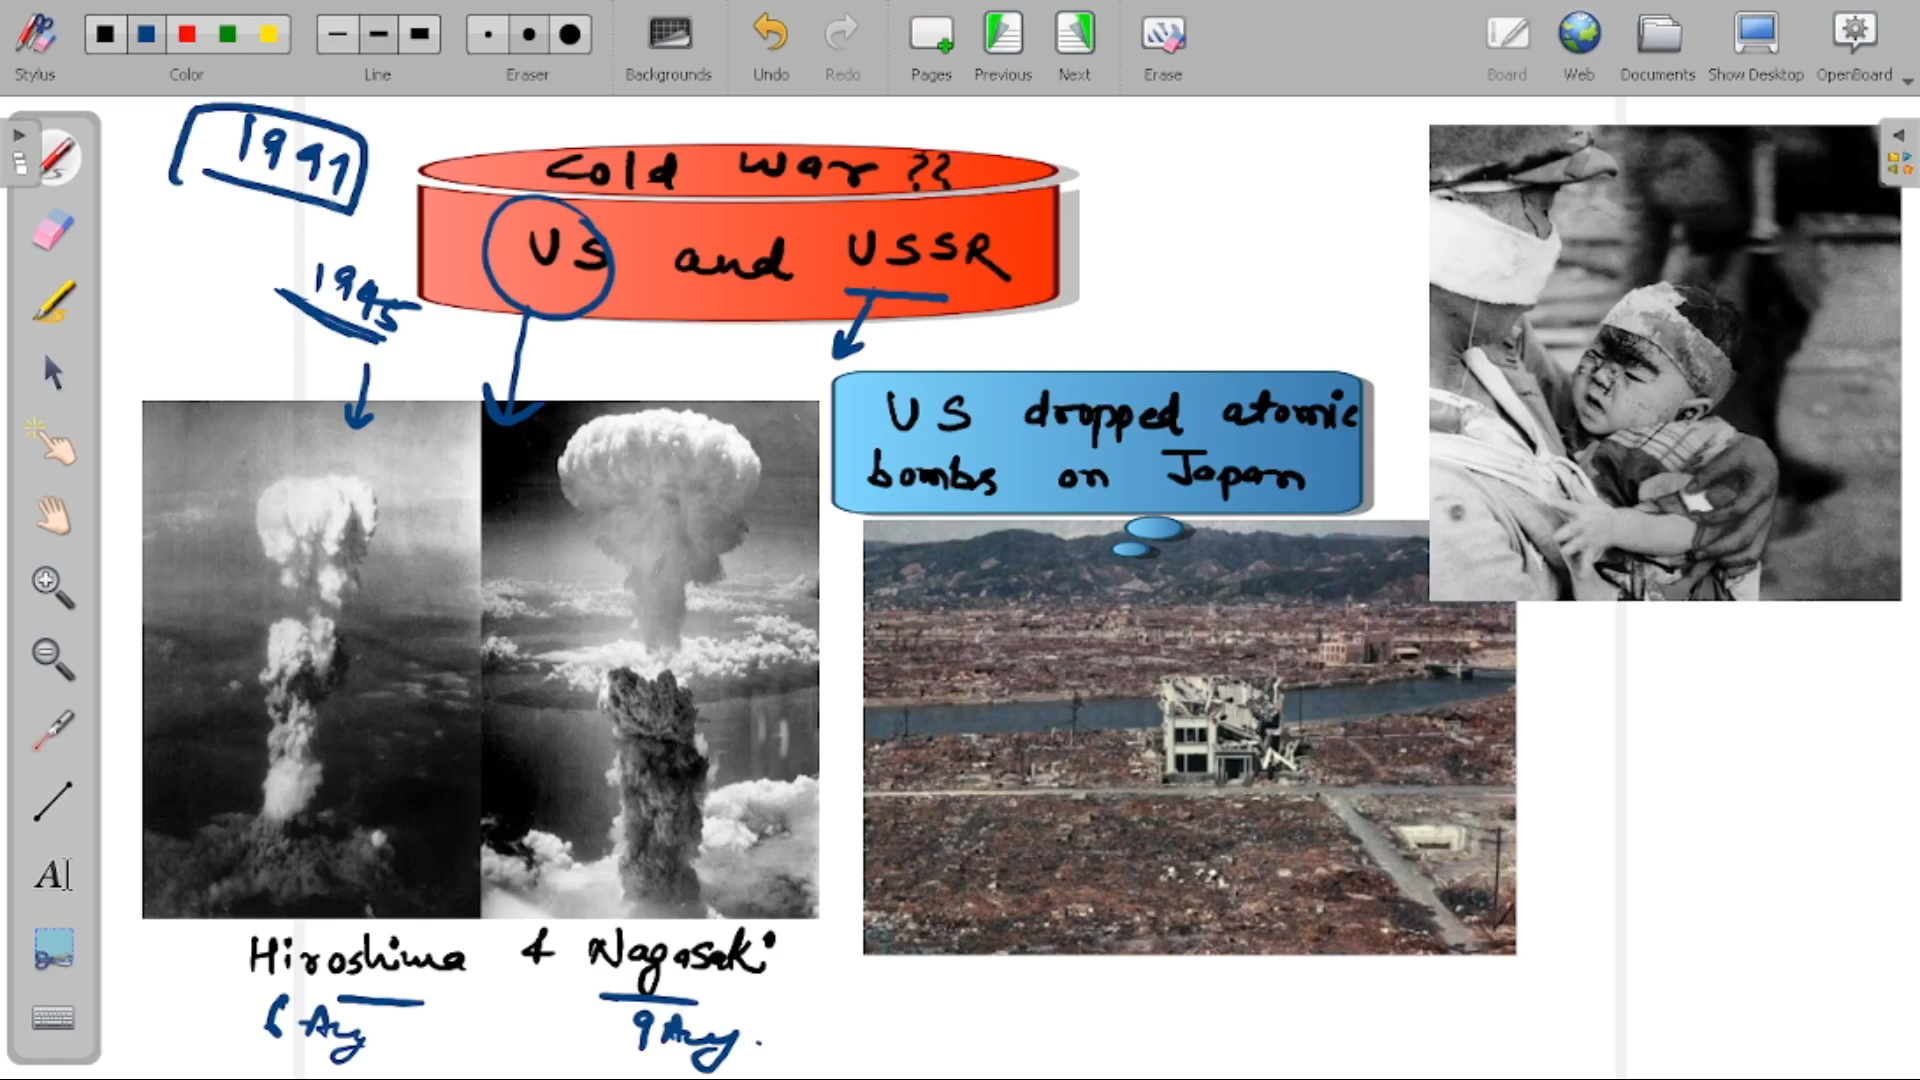 Stylus
Color
Line
Eraser
Backgrounds
Undo
Redo
Pages
Previous
Next
Erase
Board
Web
Documents
Show Desktop
OpenBoard
1991
Cold war??
US and USSR
1945
US dropped atomic
bombs on Japan
Hiroshima & Nagasaki
6 Aug
9 Aug.